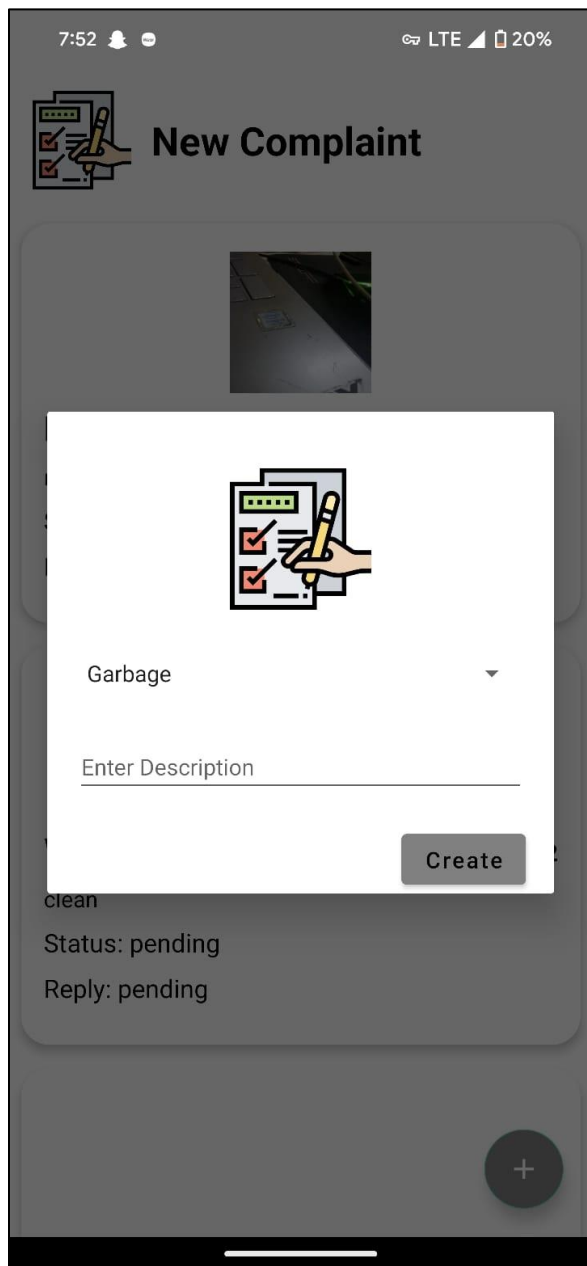 7:52 LTE 20%
New Complaint
Garbage
Enter Description
Create
clean
Status: pending
Reply: pending